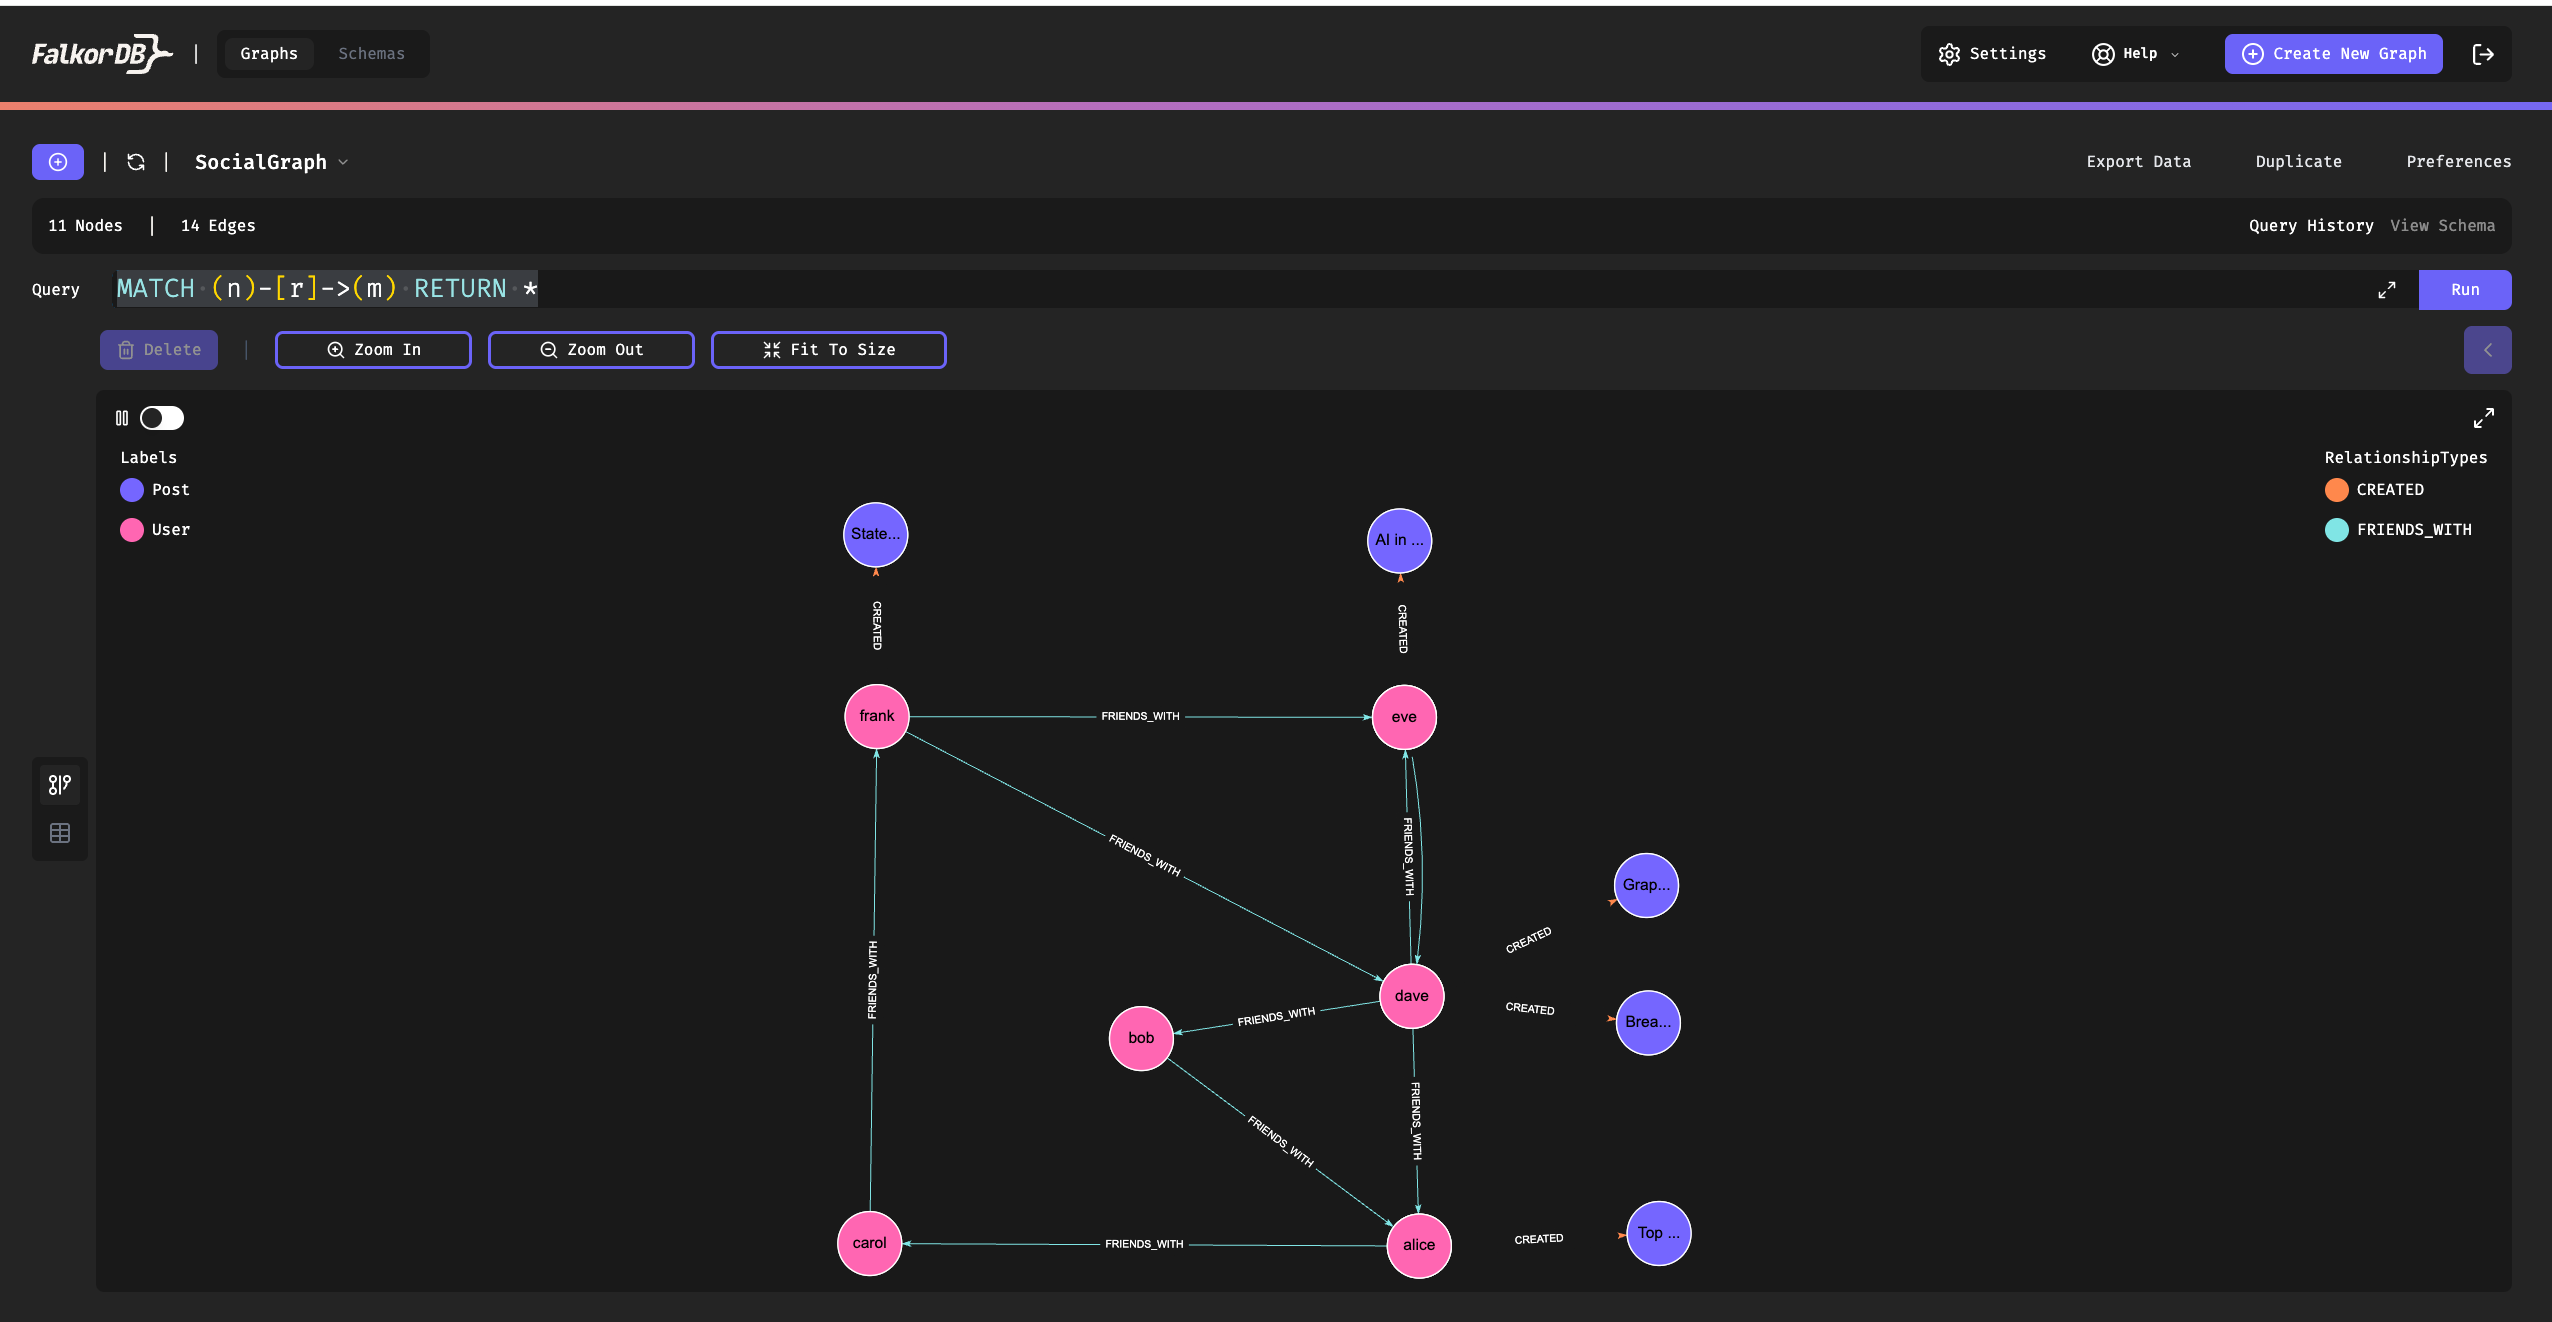 FalkorDB | Graphs Schemas Settings Help Create New Graph
SocialGraph Export Data Duplicate Preferences
11 Nodes | 14 Edges Query History View Schema
Query MATCH (n)-[r]->(m) RETURN * Run
Delete Zoom In Zoom Out Fit To Size
Labels RelationshipTypes
Post CREATED
User FRIENDS_WITH
State...
AI in ...
CREATED
CREATED
frank
FRIENDS_WITH
eve
FRIENDS_WITH
FRIENDS_WITH
Grap...
CREATED
FRIENDS_WITH
dave
CREATED
Brea...
FRIENDS_WITH
bob
FRIENDS_WITH
FRIENDS_WITH
carol
FRIENDS_WITH
alice
CREATED
Top ...